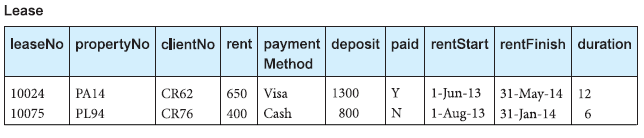 Lease
leaseNo propertyNo clientNo rent payment Method deposit paid rentStart rentFinish duration
10024 PA14 CR62 650 Visa 1300 Y 1-Jun-13 31-May-14 12
10075 PL94 CR76 400 Cash 800 N 1-Aug-13 31-Jan-14 6